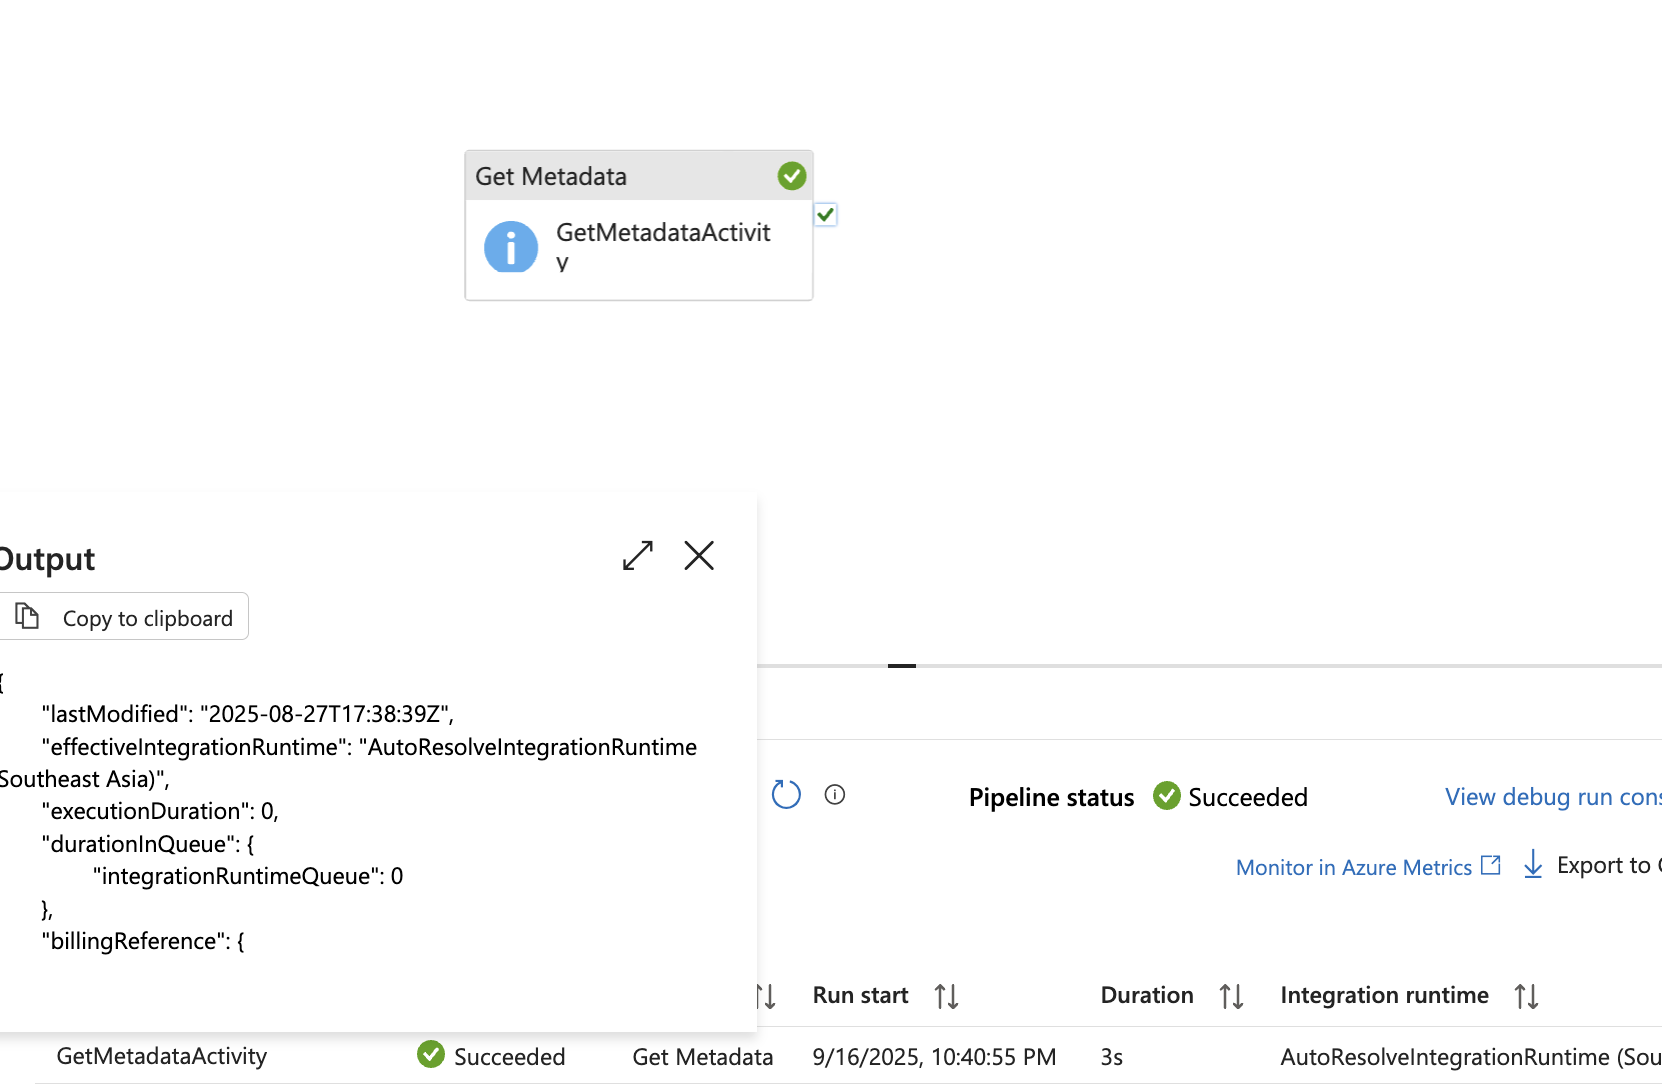 Get Metadata
GetMetadataActivit
y
Output
Copy to clipboard
{
"lastModified": "2025-08-27T17:38:39Z",
"effectiveIntegrationRuntime": "AutoResolveIntegrationRuntime
Southeast Asia)",
"executionDuration": 0,
"durationInQueue": {
"integrationRuntimeQueue": 0
},
"billingReference": {
Pipeline status Succeeded View debug run cons
Monitor in Azure Metrics Export to C
Run start Duration Integration runtime
GetMetadataActivity Succeeded Get Metadata 9/16/2025, 10:40:55 PM 3s AutoResolveIntegrationRuntime (Sou